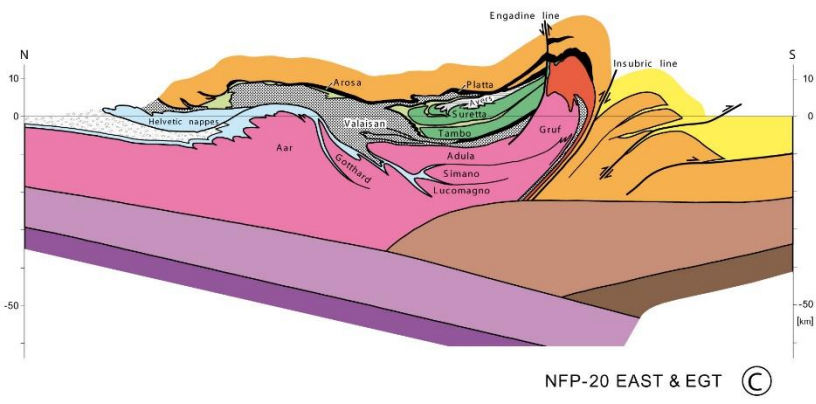 Engadine line
N
S
Insubric line
10
Arosa
Platta
10
Avers
0
Helvetic nappes
Valaisan
Suretta
0
Tambo
Gruf
Aar
Gotthard
Adula
Simano
Lucomagno
-50
-50
[km]
NFP-20 EAST & EGT C